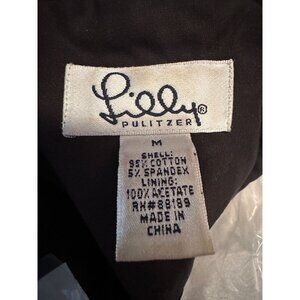 Lilly®
PULITZER
M
SHELL:
95% COTTON
5% SPANDEX
LINING:
100% ACETATE
RN#88189
MADE IN
CHINA